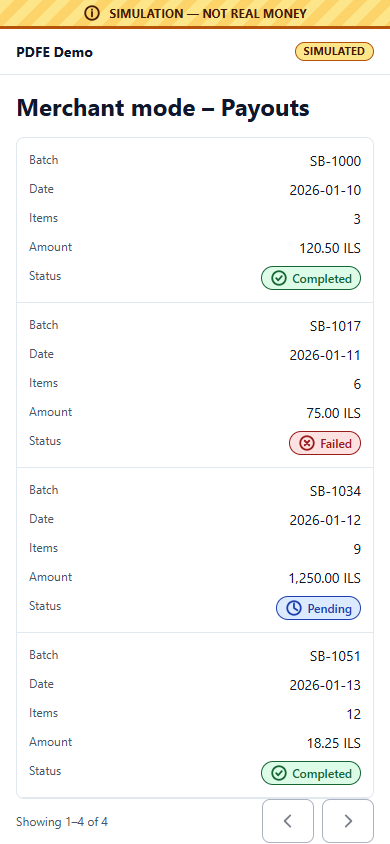 SIMULATION — NOT REAL MONEY
PDFE Demo SIMULATED
Merchant mode – Payouts
Batch SB-1000
Date 2026-01-10
Items 3
Amount 120.50 ILS
Status Completed
Batch SB-1017
Date 2026-01-11
Items 6
Amount 75.00 ILS
Status Failed
Batch SB-1034
Date 2026-01-12
Items 9
Amount 1,250.00 ILS
Status Pending
Batch SB-1051
Date 2026-01-13
Items 12
Amount 18.25 ILS
Status Completed
Showing 1–4 of 4